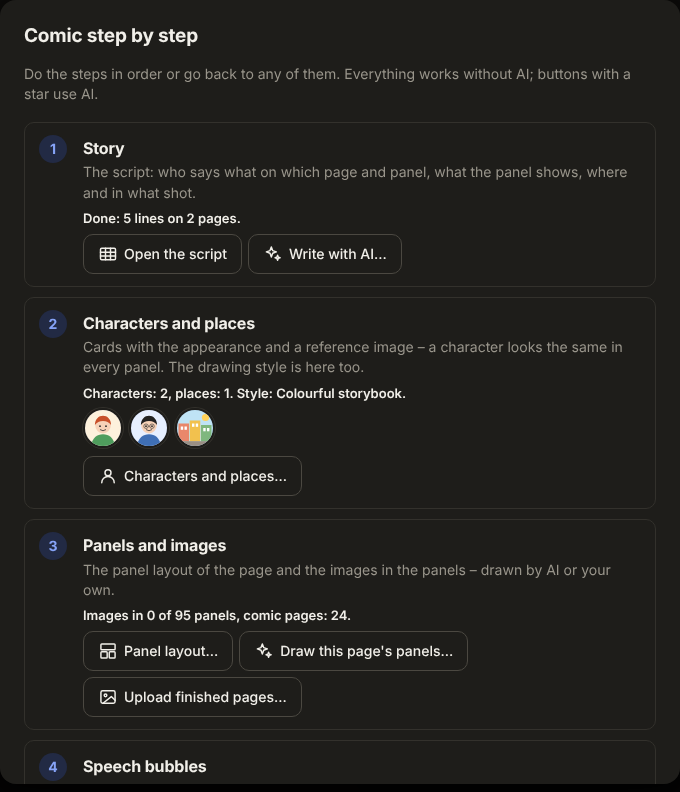 Comic step by step
Do the steps in order or go back to any of them. Everything works without AI; buttons with a
star use AI.
1
Story
The script: who says what on which page and panel, what the panel shows, where
and in what shot.
Done: 5 lines on 2 pages.
Open the script
Write with AI...
2
Characters and places
Cards with the appearance and a reference image – a character looks the same in
every panel. The drawing style is here too.
Characters: 2, places: 1. Style: Colourful storybook.
Characters and places...
3
Panels and images
The panel layout of the page and the images in the panels – drawn by AI or your
own.
Images in 0 of 95 panels, comic pages: 24.
Panel layout...
Draw this page's panels...
Upload finished pages...
4
Speech bubbles